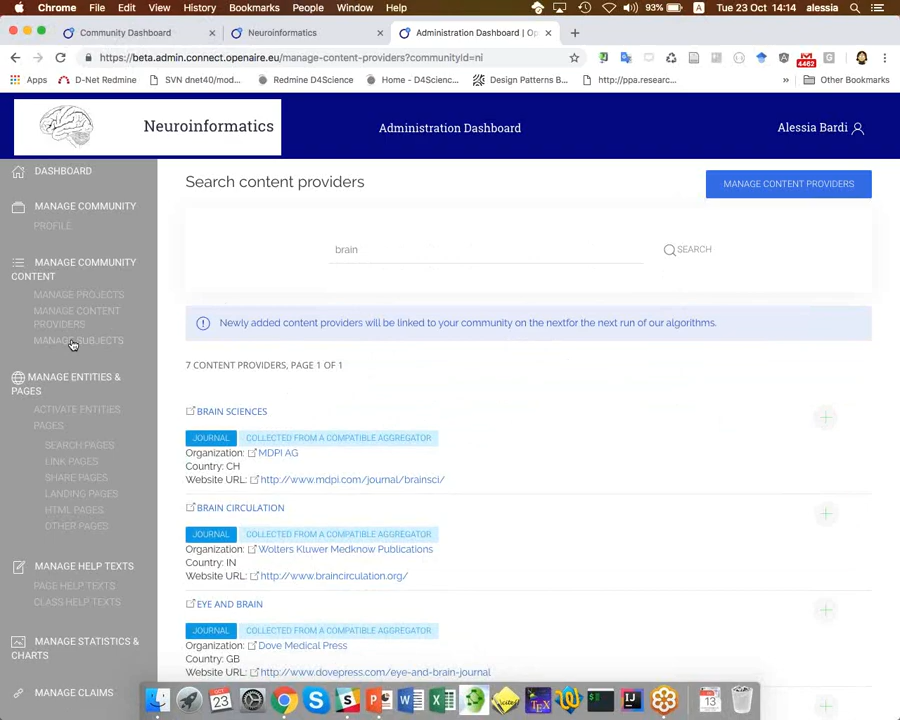 Chrome File Edit View History Bookmarks People Window Help 93% Tue 23 Oct 14:14 alessia
Community Dashboard Neuroinformatics Administration Dashboard | Op
https://beta.admin.connect.openaire.eu/manage-content-providers?communityId=ni 4462
Apps D-Net Redmine SVN dnet40/mod... Redmine D4Science Home - D4Scienc... Design Patterns B... http://ppa.researc... » Other Bookmarks
Neuroinformatics Administration Dashboard Alessia Bardi
DASHBOARD
MANAGE COMMUNITY
PROFILE
MANAGE COMMUNITY
CONTENT
MANAGE PROJECTS
MANAGE CONTENT
PROVIDERS
MANAGE SUBJECTS
MANAGE ENTITIES &
PAGES
ACTIVATE ENTITIES
PAGES
SEARCH PAGES
LINK PAGES
SHARE PAGES
LANDING PAGES
HTML PAGES
OTHER PAGES
MANAGE HELP TEXTS
PAGE HELP TEXTS
CLASS HELP TEXTS
MANAGE STATISTICS &
CHARTS
MANAGE CLAIMS
Search content providers
MANAGE CONTENT PROVIDERS
brain SEARCH
Newly added content providers will be linked to your community on the nextfor the next run of our algorithms.
7 CONTENT PROVIDERS, PAGE 1 OF 1
BRAIN SCIENCES
JOURNAL COLLECTED FROM A COMPATIBLE AGGREGATOR
Organization: MDPI AG
Country: CH
Website URL: http://www.mdpi.com/journal/brainsci/
BRAIN CIRCULATION
JOURNAL COLLECTED FROM A COMPATIBLE AGGREGATOR
Organization: Wolters Kluwer Medknow Publications
Country: IN
Website URL: http://www.braincirculation.org/
EYE AND BRAIN
JOURNAL COLLECTED FROM A COMPATIBLE AGGREGATOR
Organization: Dove Medical Press
Country: GB
Website URL: http://www.dovepress.com/eye-and-brain-journal